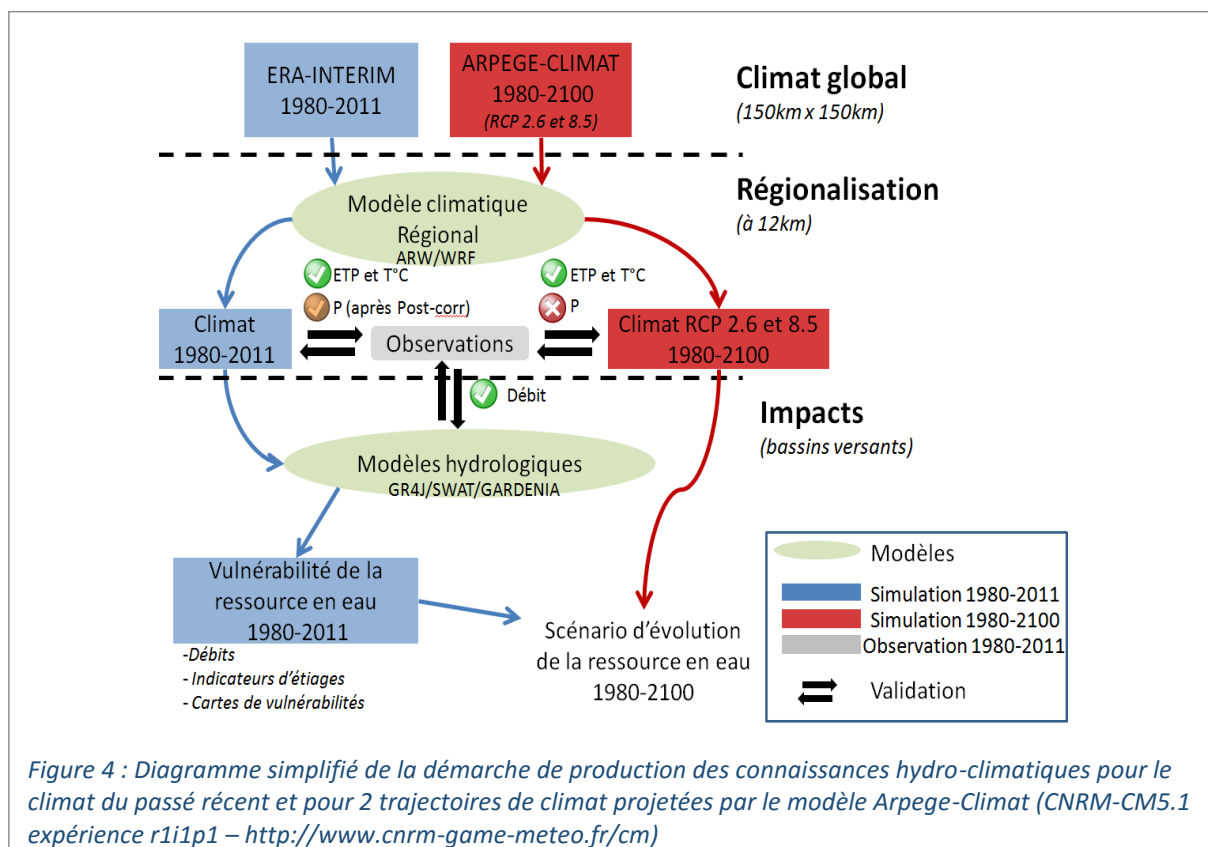 ERA-INTERIM
1980-2011
ARPEGE-CLIMAT
1980-2100
(RCP 2.6 et 8.5)
Climat global
(150km x 150km)
Régionalisation
(à 12km)
Modèle climatique
Régional
ARW/WRF
ETP et T°C
P (après Post-corr)
ETP et T°C
P
Climat
1980-2011
Observations
Climat RCP 2.6 et 8.5
1980-2100
Débit
Impacts
(bassins versants)
Modèles hydrologiques
GR4J/SWAT/GARDENIA
Vulnérabilité de la
ressource en eau
1980-2011
-Débits
- Indicateurs d'étiages
- Cartes de vulnérabilités
Scénario d'évolution
de la ressource en eau
1980-2100
Modèles
Simulation 1980-2011
Simulation 1980-2100
Observation 1980-2011
Validation
Figure 4 : Diagramme simplifié de la démarche de production des connaissances hydro-climatiques pour le
climat du passé récent et pour 2 trajectoires de climat projetées par le modèle Arpege-Climat (CNRM-CM5.1
expérience r1i1p1 – http://www.cnrm-game-meteo.fr/cm)